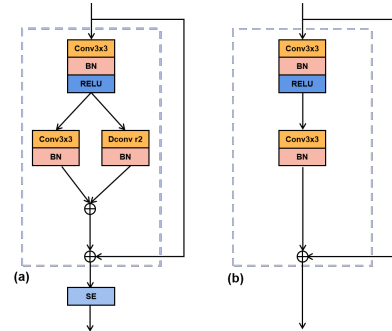 Conv3x3
BN
RELU
Conv3x3
BN
Dconv r2
BN
(a)
SE
Conv3x3
BN
RELU
Conv3x3
BN
(b)